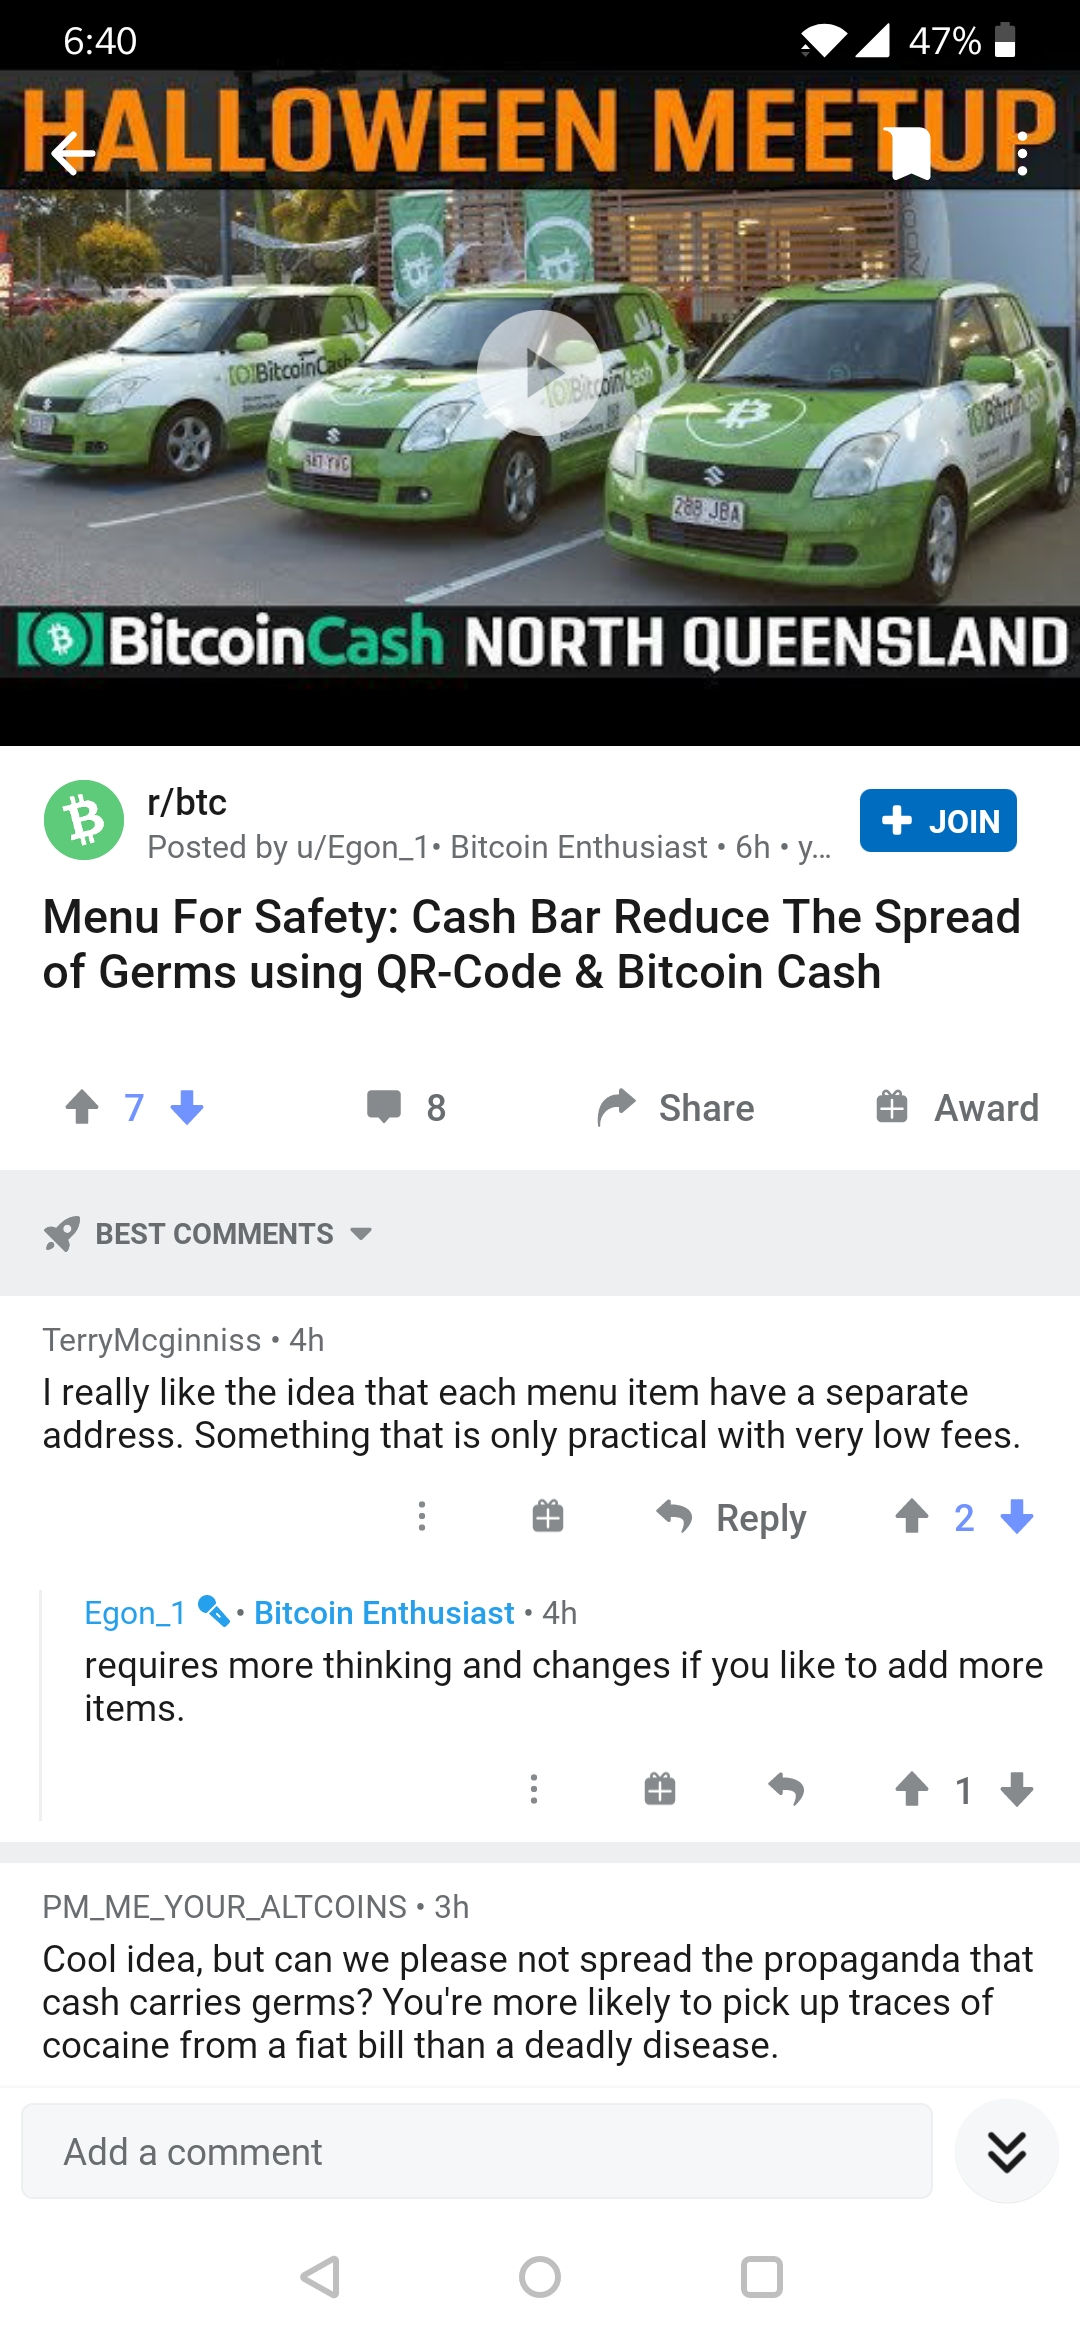 6:40
47%
HALLOWEEN MEETUP
BitcoinCash
BitcoinCash
Bitcoin
288 JBA
BitcoinCash NORTH QUEENSLAND
r/btc
Posted by u/Egon_1 • Bitcoin Enthusiast • 6h • y...
JOIN
Menu For Safety: Cash Bar Reduce The Spread
of Germs using QR-Code & Bitcoin Cash
7
8
Share
Award
BEST COMMENTS
TerryMcginniss • 4h
I really like the idea that each menu item have a separate
address. Something that is only practical with very low fees.
Reply
2
Egon_1 • Bitcoin Enthusiast • 4h
requires more thinking and changes if you like to add more
items.
1
PM_ME_YOUR_ALTCOINS • 3h
Cool idea, but can we please not spread the propaganda that
cash carries germs? You're more likely to pick up traces of
cocaine from a fiat bill than a deadly disease.
Add a comment